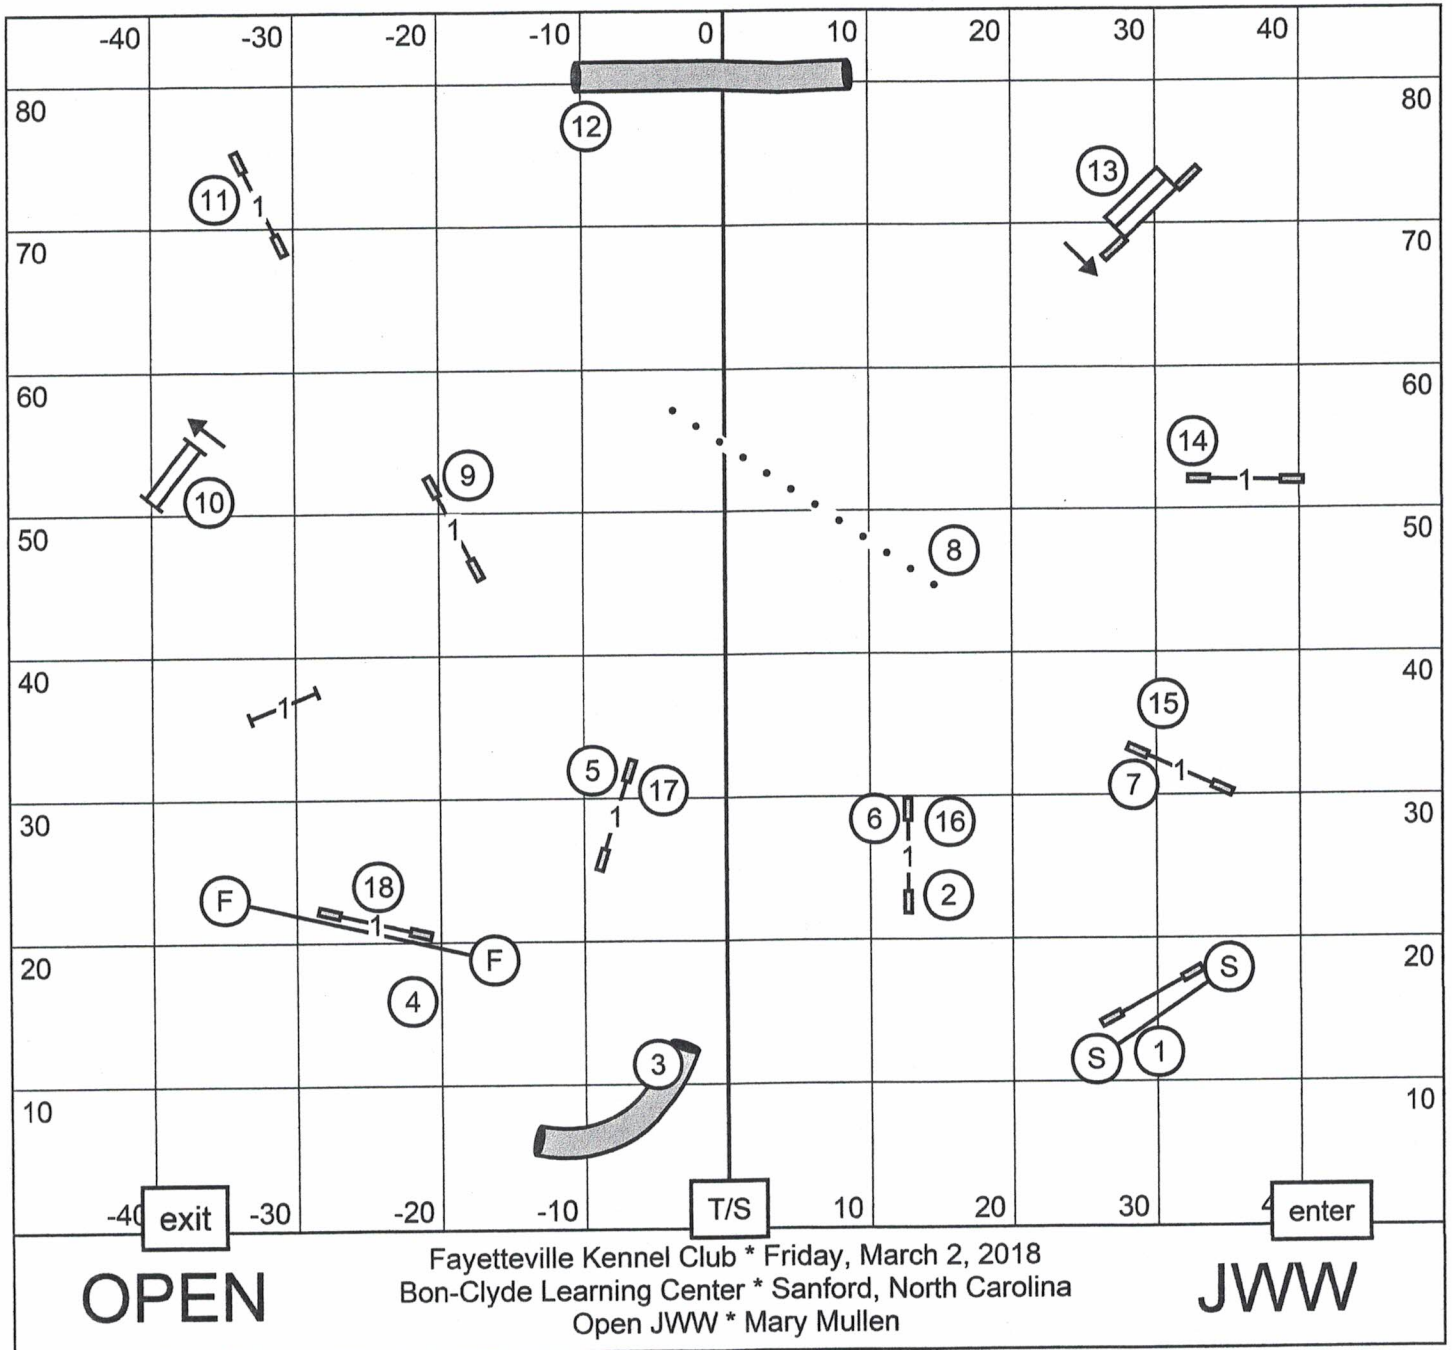 -40 -30 -20 -10 0 10 20 30 40
80 80
12
13
11 1
70 70
60 60
14
9 1
10
1
50 8 50
40 40
15
1
5 17
1
7
1
30 6 16 30
1
18
F 1
2
F
20 S 20
4
3
S 1
10 10
-40 exit -30 -20 -10 T/S 10 20 30 4 enter
Fayetteville Kennel Club * Friday, March 2, 2018
OPEN Bon-Clyde Learning Center * Sanford, North Carolina JWW
Open JWW * Mary Mullen